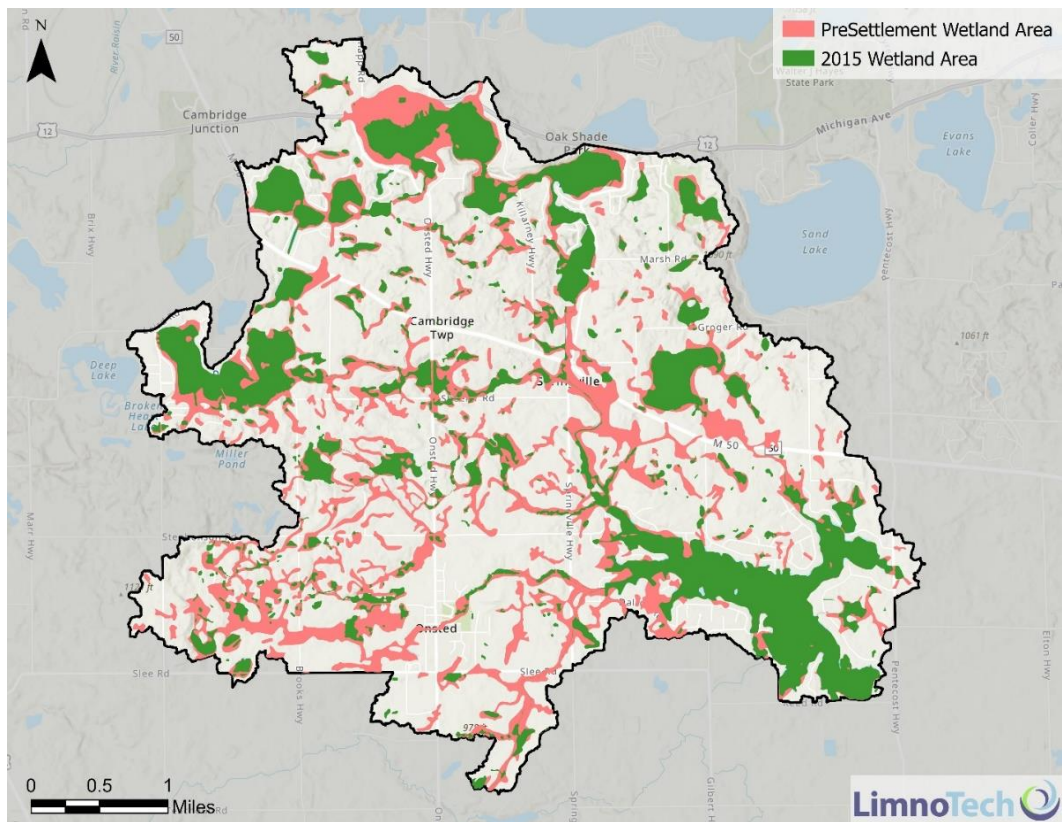 PreSettlement Wetland Area
2015 Wetland Area
N
50
River Raisin
State Park
Cambridge
Junction
12
Oak Shade
Park
Michigan Ave
12
Evans
Lake
Brix Hwy
Onsted Hwy
Killarney Hwy
Sand
Lake
Pentecost Hwy
Marsh Rd
Cambridge
Twp
Groger Rd
1061 ft
Deep Lake
Miller
Pond
M 50
50
Onsted Hwy
Springville Hwy
Marr Hwy
Onsted
Slee Rd
Slee Rd
Brooks Hwy
Pentecost Hwy
Elton Hwy
0 0.5 1
Miles
LimnoTech